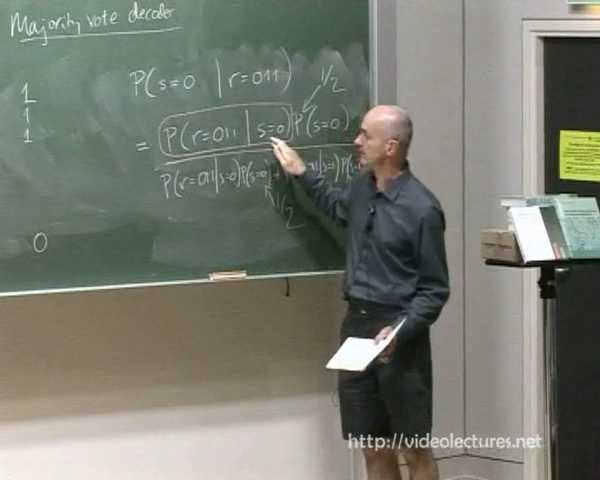 Majority vote decoder
P(s=0 | r=011)
1
1
1
1/2
= P(r=011 | s=0) P(s=0)
P(r=011|s=0)P(s=0) +
1/2
0
http://videolectures.net